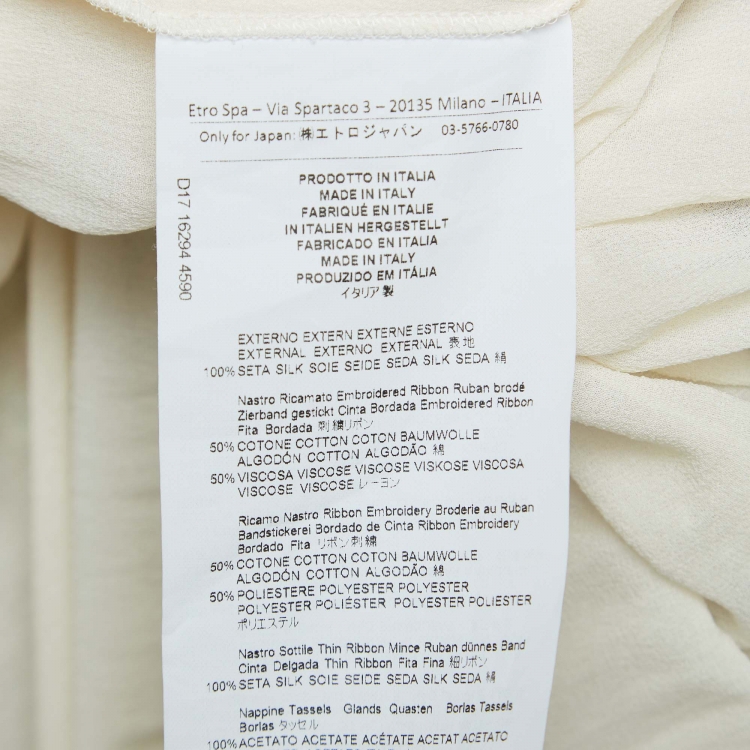 Etro Spa – Via Spartaco 3 – 20135 Milano – ITALIA
Only for Japan: ㈱エトロジャパン 03-5766-0780
D17 16294 4590
PRODOTTO IN ITALIA
MADE IN ITALY
FABRIQUÉ EN ITALIE
IN ITALIEN HERGESTELLT
FABRICADO EN ITALIA
MADE IN ITALY
PRODUZIDO EM ITÁLIA
イタリア製
EXTERNO EXTERN EXTERNE ESTERNO
EXTERNAL EXTERNO EXTERNAL 表地
100% SETA SILK SOIE SEIDE SEDA SILK SEDA 絹
Nastro Ricamato Embroidered Ribbon Ruban brodé
Zierband gestickt Cinta Bordada Embroidered Ribbon
Fita Bordada 刺繍リボン
50% COTONE COTTON COTON BAUMWOLLE
ALGODÓN COTTON ALGODÃO 綿
50% VISCOSA VISCOSE VISCOSE VISKOSE VISCOSA
VISCOSE VISCOSE レーヨン
Ricamo Nastro Ribbon Embroidery Broderie au Ruban
Bandstickerei Bordado de Cinta Ribbon Embroidery
Bordado Fita リボン刺繍
50% COTONE COTTON COTON BAUMWOLLE
ALGODÓN COTTON ALGODÃO 綿
50% POLIESTERE POLYESTER POLYESTER
POLYESTER POLIÉSTER POLYESTER POLIESTER
ポリエステル
Nastro Sottile Thin Ribbon Mince Ruban dünnes Band
Cinta Delgada Thin Ribbon Fita Fina 細リボン
100% SETA SILK SOIE SEIDE SEDA SILK SEDA 絹
Nappine Tassels Glands Quasten Borlas Tassels
Borlas タッセル
100% ACETATO ACETATE ACÉTATE ACETAT ACETATO
ACETATE ACETATO